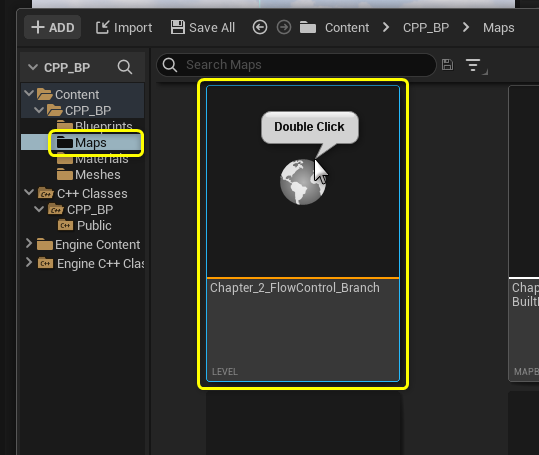 + ADD
Import
Save All
Content
CPP_BP
Maps
CPP_BP
Search Maps
Content
CPP_BP
Blueprints
Maps
Materials
Meshes
C++ Classes
CPP_BP
Public
Engine Content
Engine C++ Clas
Double Click
Chapter_2_FlowControl_Branch
LEVEL
Chap
BuiltD
MAPB